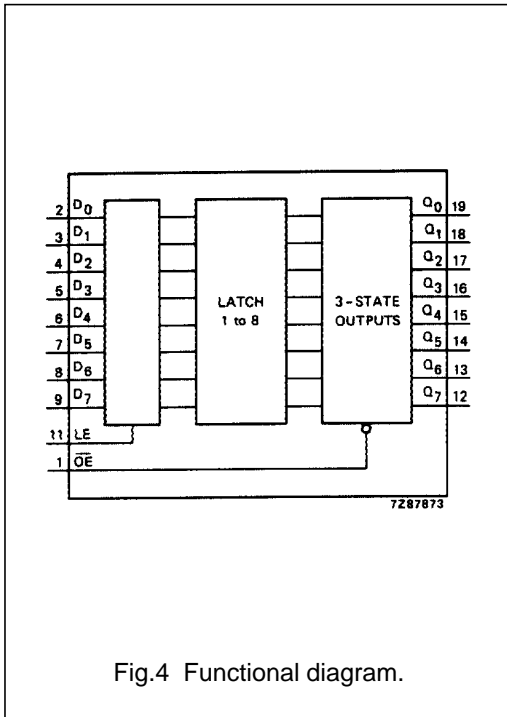 2 D0 Q0 19
3 D1 Q1 18
4 D2 Q2 17
5 D3 Q3 16
6 D4 LATCH 3-STATE Q4 15
1 to 8 OUTPUTS
7 D5 Q5 14
8 D6 Q6 13
9 D7 Q7 12
11 LE
1 O̅E̅
7Z87873
Fig.4 Functional diagram.